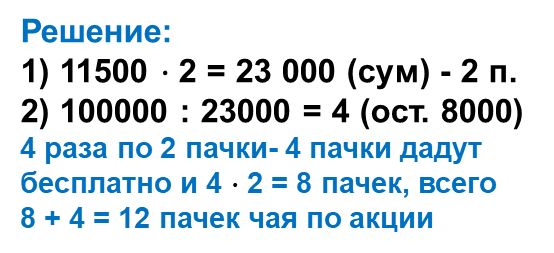 Решение:
1) 11500 · 2 = 23 000 (сум) - 2 п.
2) 100000 : 23000 = 4 (ост. 8000)
4 раза по 2 пачки- 4 пачки дадут
бесплатно и 4 · 2 = 8 пачек, всего
8 + 4 = 12 пачек чая по акции